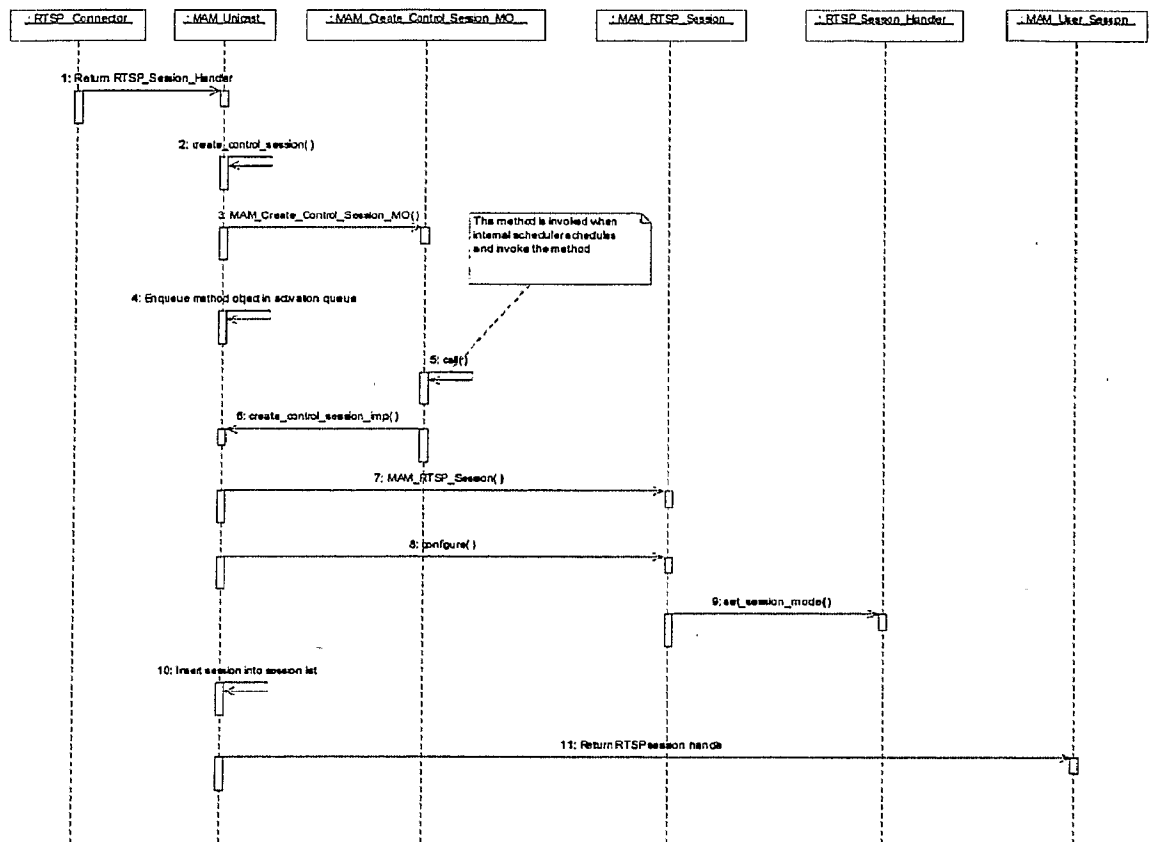 : RTSP_Connector
: MAM_Unicast
: MAM_Create_Control_Session_MO
: MAM_RTSP_Session
: RTSP_Session_Handler
: MAM_User_Session
1: Return RTSP_Session_Handler
2: create_control_session()
3: MAM_Create_Control_Session_MO()
This method is invoked when
internal scheduler schedules
and invoke the method
4: Enqueue method object in activation queue
5: call()
6: create_control_session_imp()
7: MAM_RTSP_Session()
8: configure()
9: set_session_mode()
10: Insert session into session list
11: Return RTSP session handle